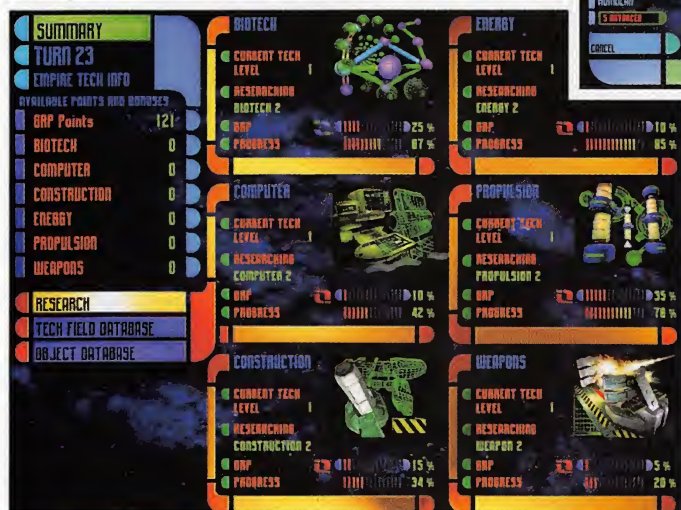 SUMMARY
TURN 23
EMPIRE TECH INFO
AVAILABLE POINTS AND BONUSES
GRP Points 121
BIOTECH 0
COMPUTER 0
CONSTRUCTION 0
ENERGY 0
PROPULSION 0
WEAPONS 0
RESEARCH
TECH FIELD DATABASE
OBJECT DATABASE
BIOTECH
CURRENT TECH
LEVEL 1
RESEARCHING
BIOTECH 2
GRP 25 %
PROGRESS 87 %
COMPUTER
CURRENT TECH
LEVEL 1
RESEARCHING
COMPUTER 2
GRP 10 %
PROGRESS 42 %
CONSTRUCTION
CURRENT TECH
LEVEL 1
RESEARCHING
CONSTRUCTION 2
GRP 15 %
PROGRESS 34 %
ENERGY
CURRENT TECH
LEVEL 1
RESEARCHING
ENERGY 2
GRP 10 %
PROGRESS 85 %
PROPULSION
CURRENT TECH
LEVEL 1
RESEARCHING
PROPULSION 2
GRP 35 %
PROGRESS 78 %
WEAPONS
CURRENT TECH
LEVEL 1
RESEARCHING
WEAPON 2
GRP 5 %
PROGRESS 20 %
ROMULAN
5 ADVANCED
CANCEL